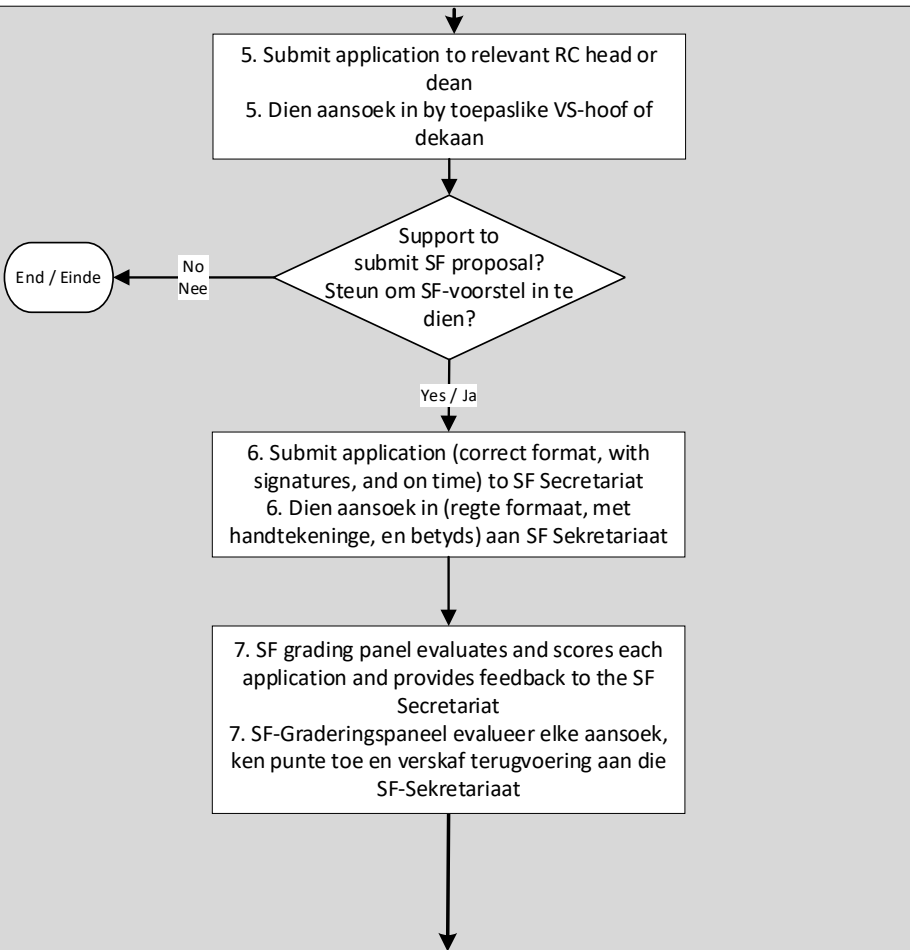 5. Submit application to relevant RC head or
dean
5. Dien aansoek in by toepaslike VS-hoof of
dekaan
Support to
submit SF proposal?
Steun om SF-voorstel in te
dien?
No
Nee
End / Einde
Yes / Ja
6. Submit application (correct format, with
signatures, and on time) to SF Secretariat
6. Dien aansoek in (regte formaat, met
handtekeninge, en betyds) aan SF Sekretariaat
7. SF grading panel evaluates and scores each
application and provides feedback to the SF
Secretariat
7. SF-Graderingspaneel evalueer elke aansoek,
ken punte toe en verskaf terugvoering aan die
SF-Sekretariaat